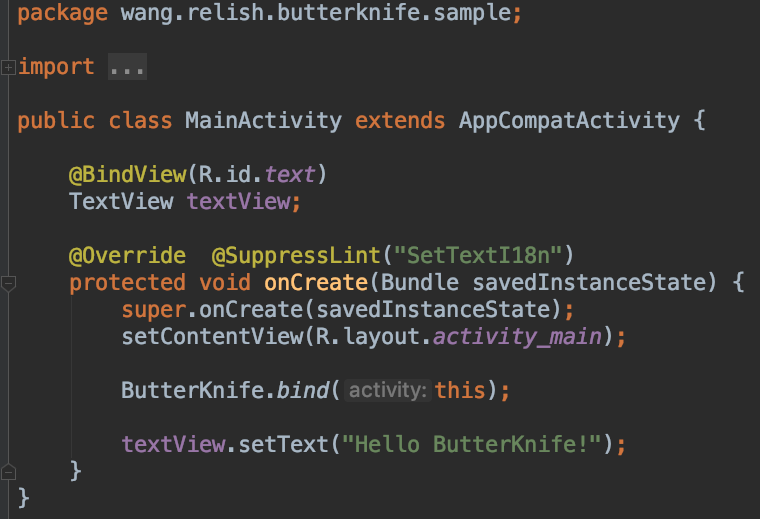 package wang.relish.butterknife.sample;
import ...
public class MainActivity extends AppCompatActivity {
@BindView(R.id.text)
TextView textView;
@Override @SuppressLint("SetTextI18n")
protected void onCreate(Bundle savedInstanceState) {
super.onCreate(savedInstanceState);
setContentView(R.layout.activity_main);
ButterKnife.bind( activity: this);
textView.setText("Hello ButterKnife!");
}
}